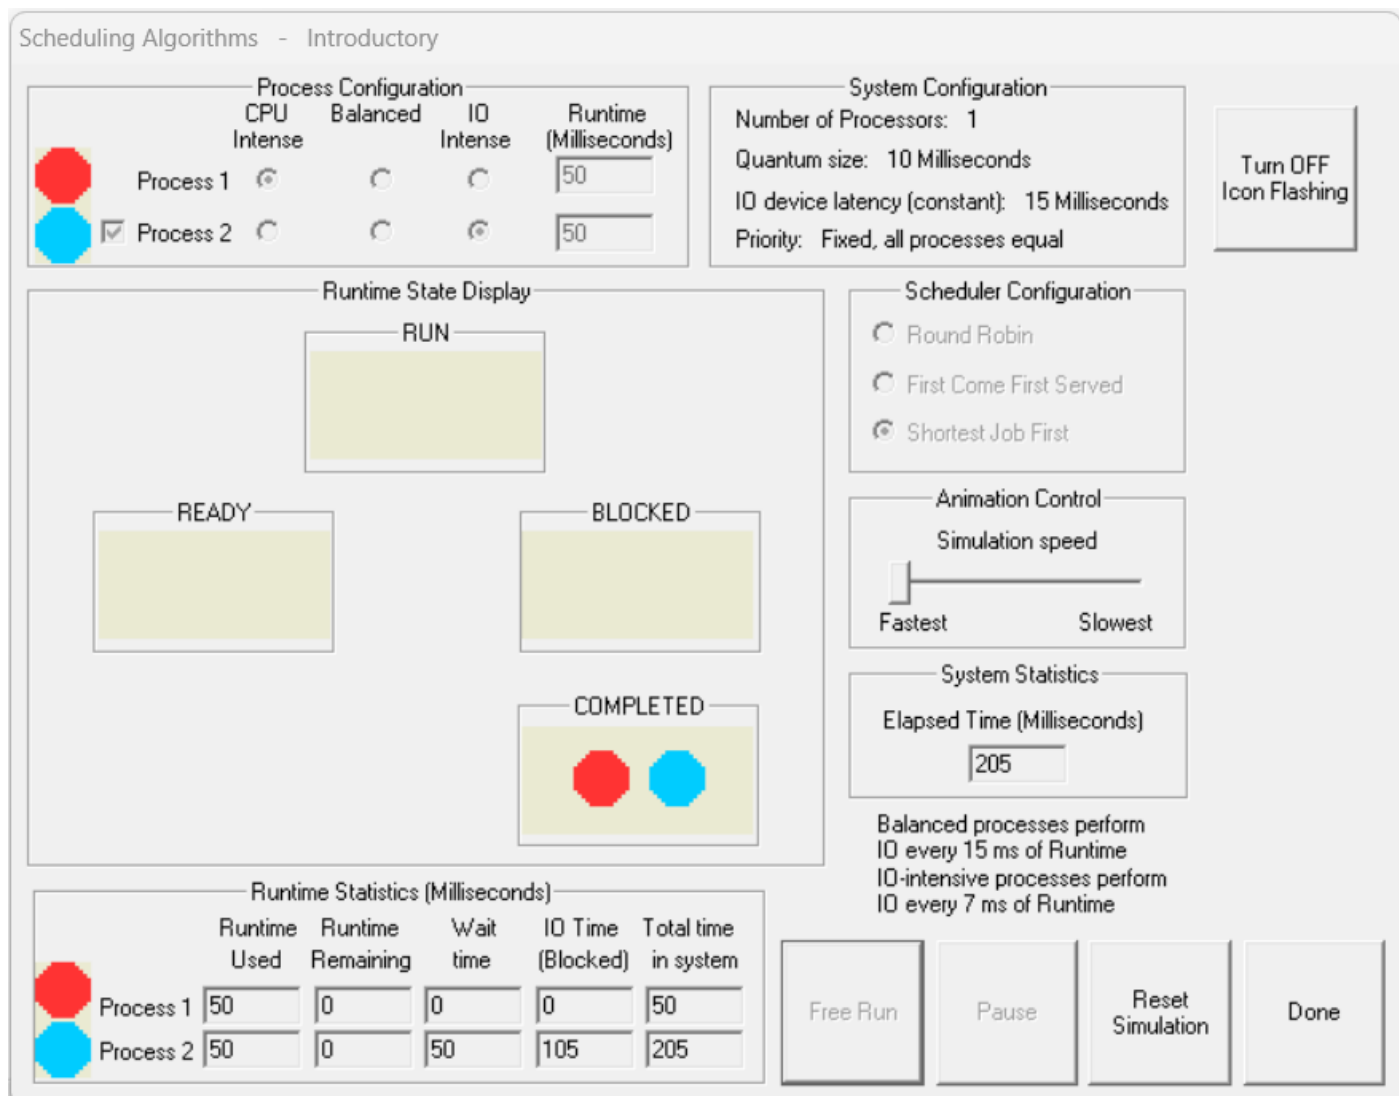 Scheduling Algorithms - Introductory
Process Configuration
CPU Intense
Balanced
IO Intense
Runtime (Milliseconds)
Process 1
50
Process 2
50
System Configuration
Number of Processors: 1
Quantum size: 10 Milliseconds
IO device latency (constant): 15 Milliseconds
Priority: Fixed, all processes equal
Turn OFF
Icon Flashing
Runtime State Display
RUN
READY
BLOCKED
COMPLETED
Scheduler Configuration
Round Robin
First Come First Served
Shortest Job First
Animation Control
Simulation speed
Fastest Slowest
System Statistics
Elapsed Time (Milliseconds)
205
Balanced processes perform
IO every 15 ms of Runtime
IO-intensive processes perform
IO every 7 ms of Runtime
Runtime Statistics (Milliseconds)
Runtime Runtime Wait IO Time Total time
Used Remaining time (Blocked) in system
Process 1 50 0 0 0 50
Process 2 50 0 50 105 205
Free Run
Pause
Reset
Simulation
Done